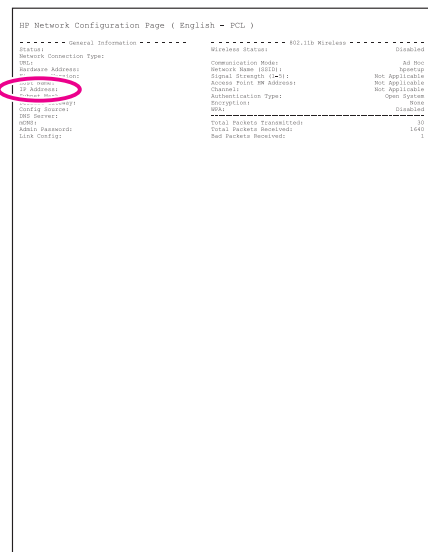 HP Network Configuration Page ( English - PCL )
General Information
Status:
Network Connection Type:
URL:
Hardware Address:
IP Address:
Config Source:
DNS Server:
mDNS:
Admin Password:
Link Config:
802.11b Wireless
Wireless Status: Disabled
Communication Mode: Ad Hoc
Network Name (SSID): hpsetup
Signal Strength (1-5): Not Applicable
Access Point HW Address: Not Applicable
Channel: Not Applicable
Authentication Type: Open System
Encryption: None
WPA: Disabled
Total Packets Transmitted: 30
Total Packets Received: 1640
Bad Packets Received: 1